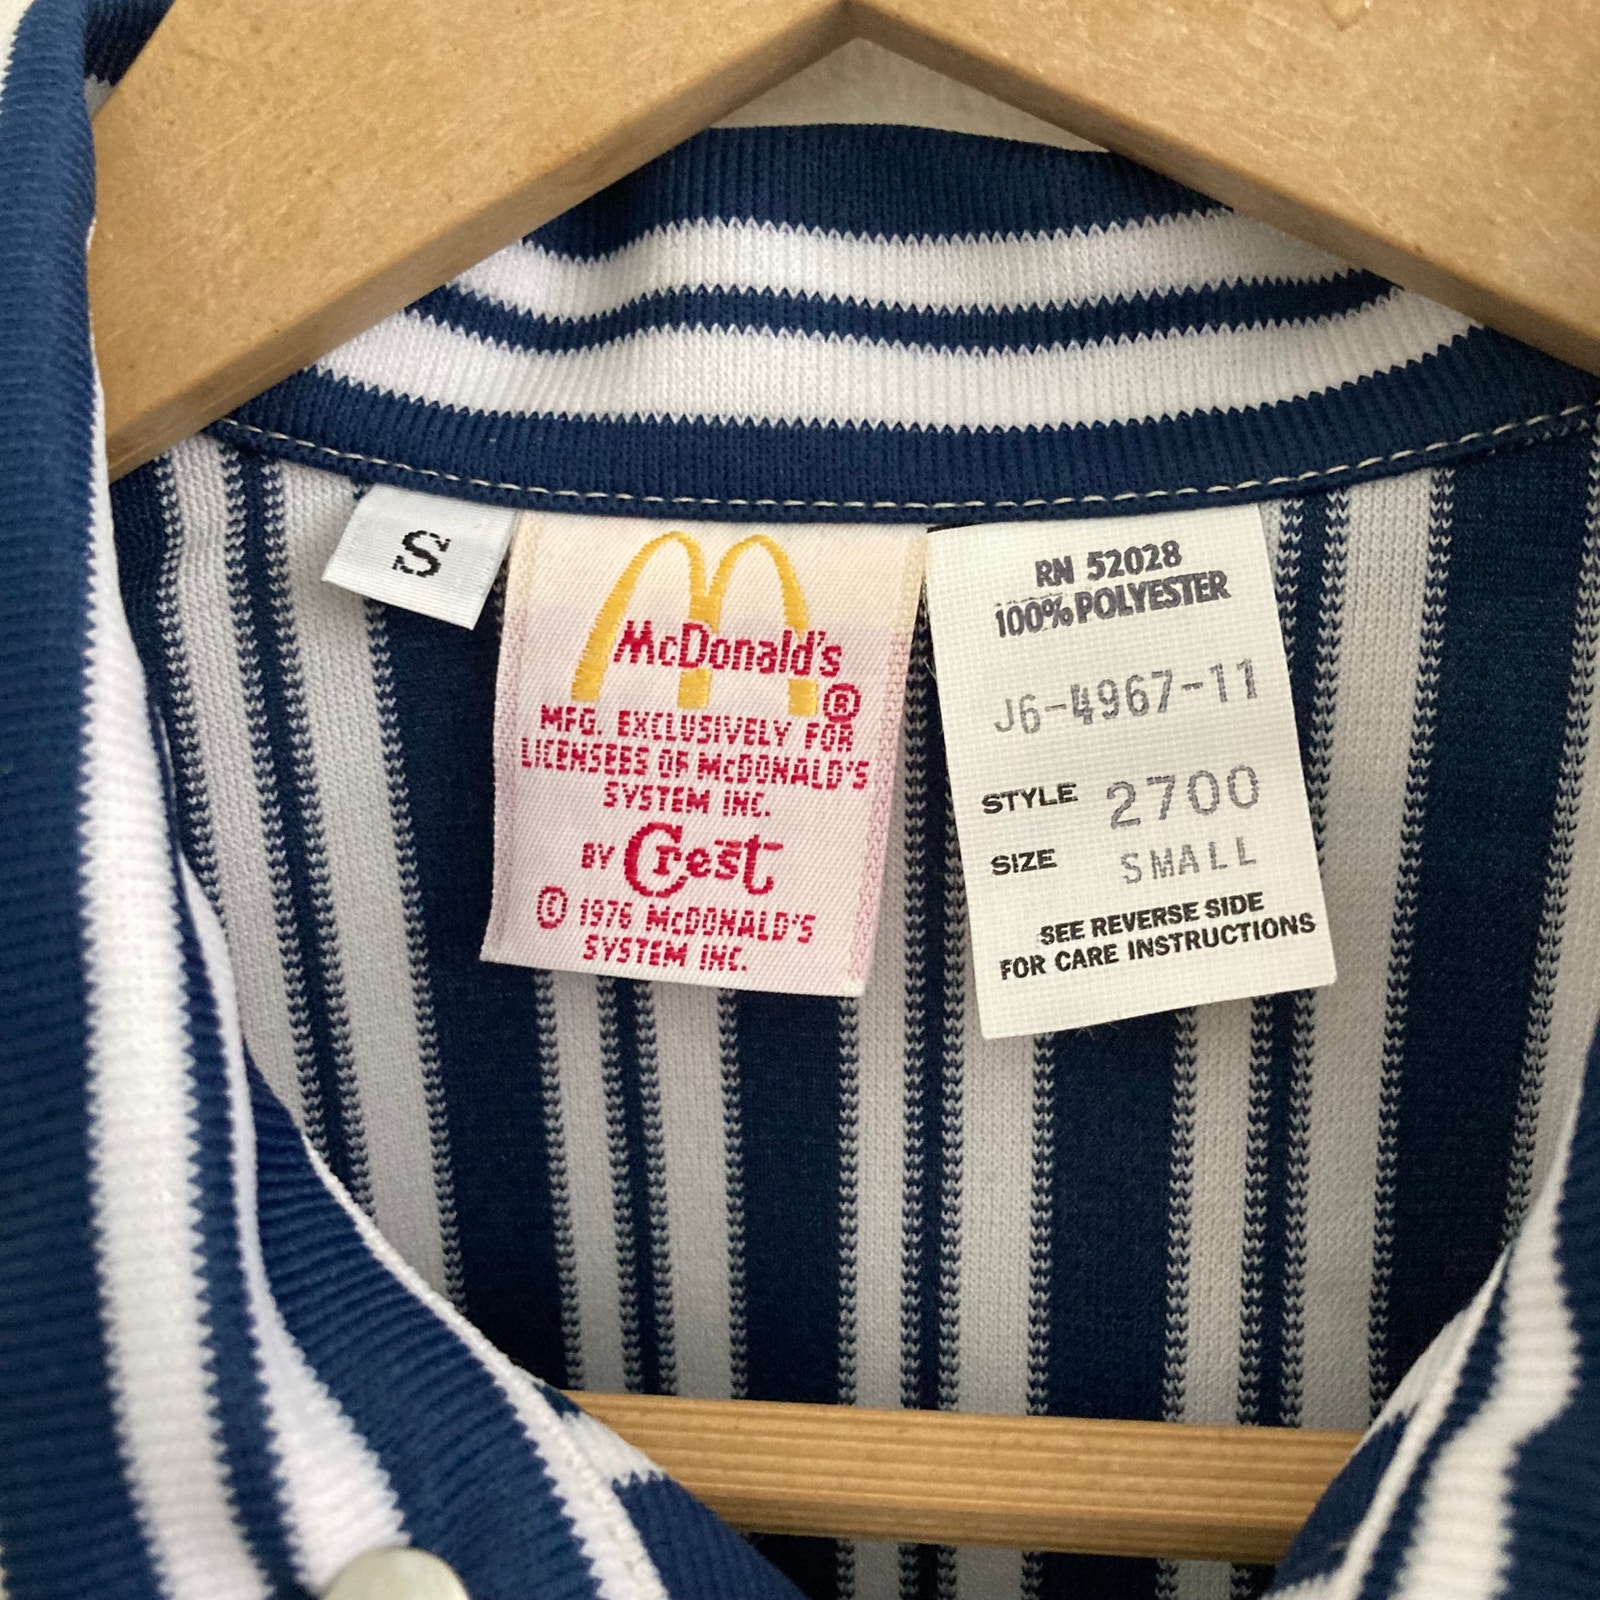 S
McDonald's
®
MFG. EXCLUSIVELY FOR
LICENSEES OF McDONALD'S
SYSTEM INC.
BY Crest
© 1976 McDONALD'S
SYSTEM INC.
RN 52028
100% POLYESTER
J6-4967-11
STYLE 2700
SIZE SMALL
SEE REVERSE SIDE
FOR CARE INSTRUCTIONS